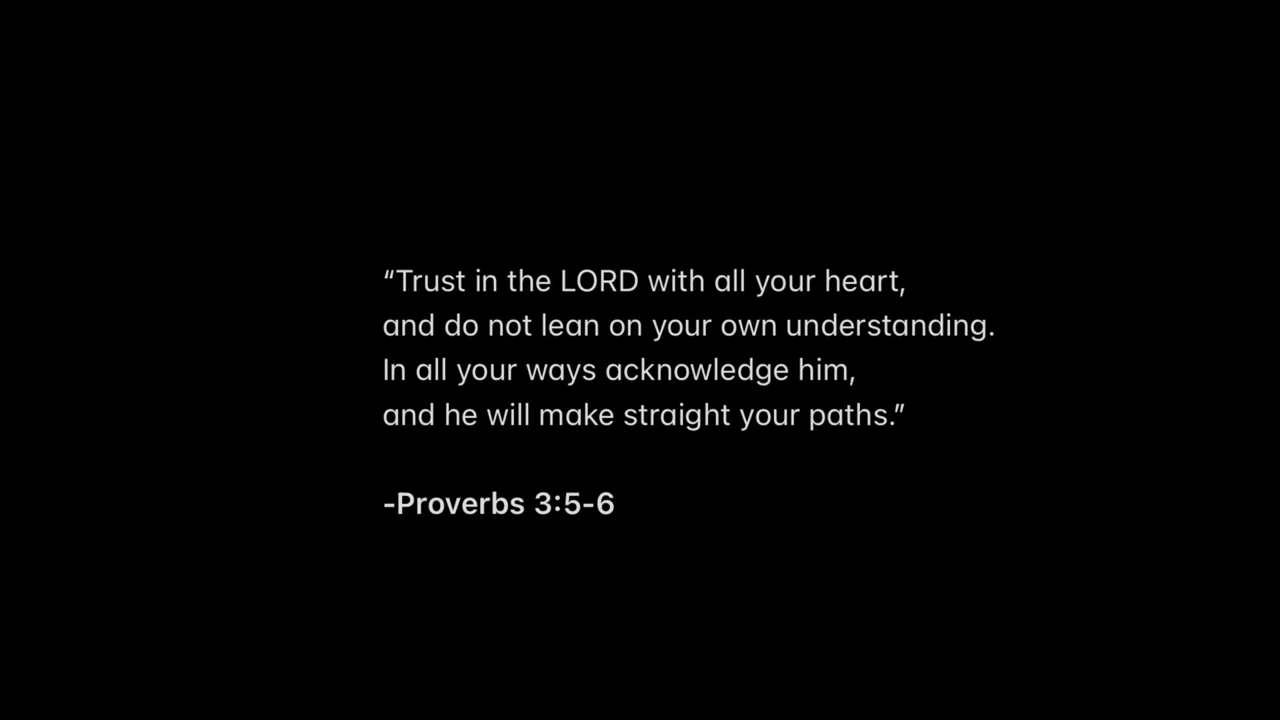 “Trust in the LORD with all your heart,
and do not lean on your own understanding.
In all your ways acknowledge him,
and he will make straight your paths.”
-Proverbs 3:5-6